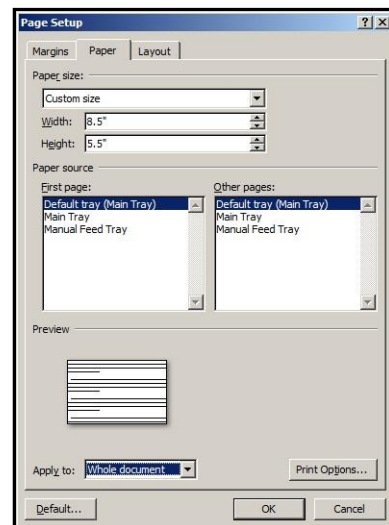 Page Setup
Margins Paper Layout
Paper size:
Custom size
Width: 8.5"
Height: 5.5"
Paper source
First page: Other pages:
Default tray (Main Tray) Default tray (Main Tray)
Main Tray Main Tray
Manual Feed Tray Manual Feed Tray
Preview
Apply to: Whole document Print Options...
Default... OK Cancel